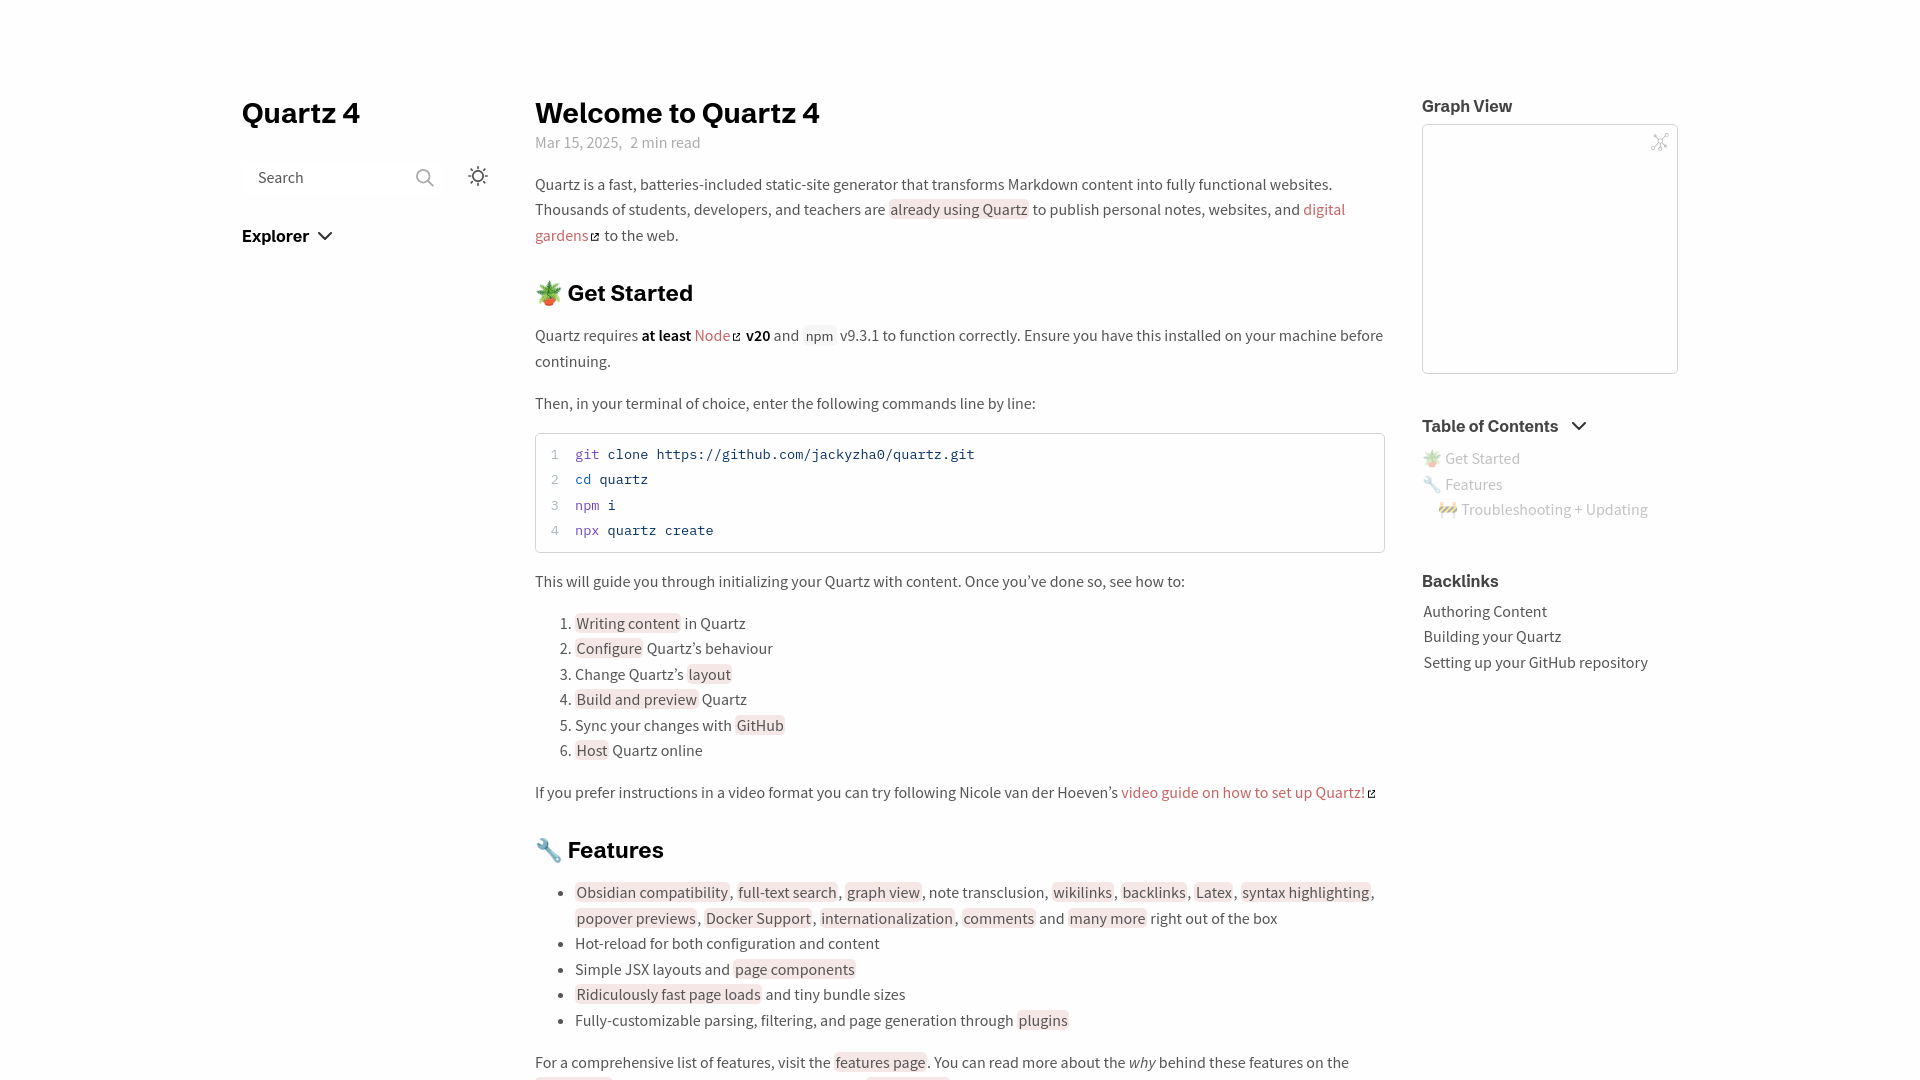 Quartz 4
Search
Explorer
Welcome to Quartz 4
Mar 15, 2025, 2 min read
Quartz is a fast, batteries-included static-site generator that transforms Markdown content into fully functional websites.
Thousands of students, developers, and teachers are already using Quartz to publish personal notes, websites, and digital
gardens to the web.
🪴 Get Started
Quartz requires at least Node v20 and npm v9.3.1 to function correctly. Ensure you have this installed on your machine before
continuing.
Then, in your terminal of choice, enter the following commands line by line:
1 git clone https://github.com/jackyzha0/quartz.git
2 cd quartz
3 npm i
4 npx quartz create
This will guide you through initializing your Quartz with content. Once you’ve done so, see how to:
1. Writing content in Quartz
2. Configure Quartz’s behaviour
3. Change Quartz’s layout
4. Build and preview Quartz
5. Sync your changes with GitHub
6. Host Quartz online
If you prefer instructions in a video format you can try following Nicole van der Hoeven’s video guide on how to set up Quartz!
🔧 Features
• Obsidian compatibility, full-text search, graph view, note transclusion, wikilinks, backlinks, Latex, syntax highlighting,
popover previews, Docker Support, internationalization, comments and many more right out of the box
• Hot-reload for both configuration and content
• Simple JSX layouts and page components
• Ridiculously fast page loads and tiny bundle sizes
• Fully-customizable parsing, filtering, and page generation through plugins
For a comprehensive list of features, visit the features page. You can read more about the why behind these features on the
Graph View
Table of Contents
🪴 Get Started
🔧 Features
🚧 Troubleshooting + Updating
Backlinks
Authoring Content
Building your Quartz
Setting up your GitHub repository